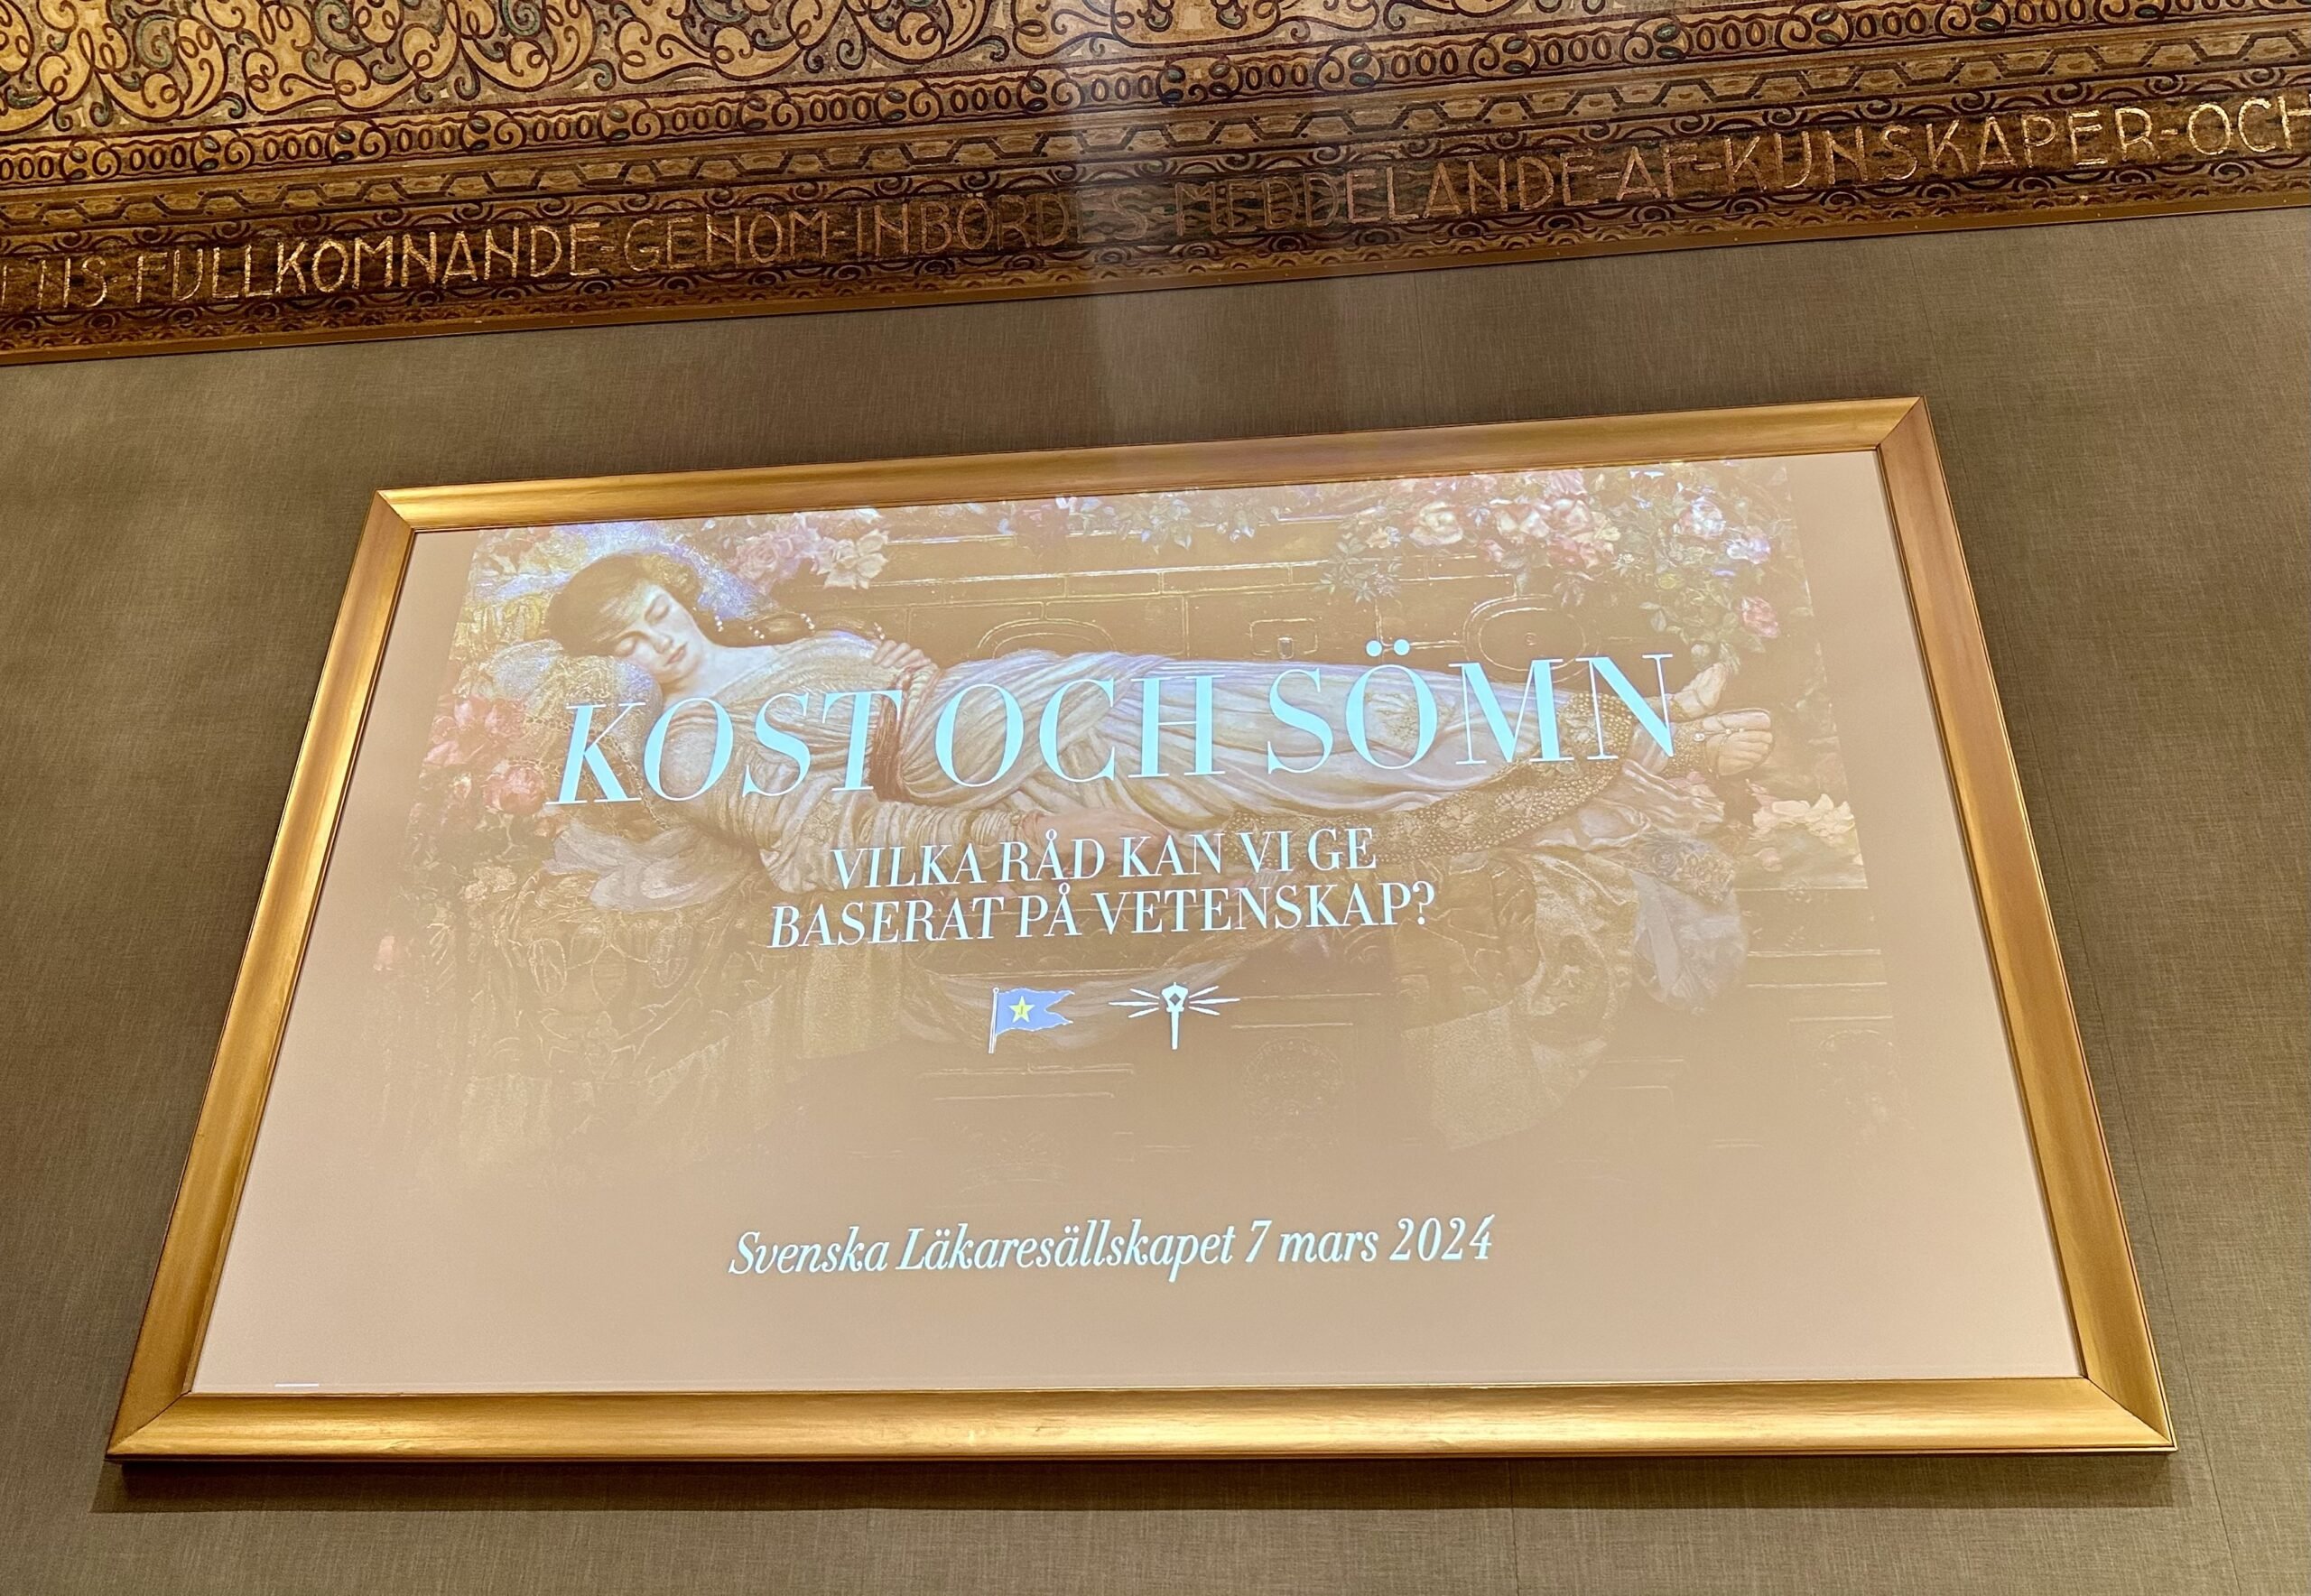 FULLKOMNANDE-GENOM-INBÖRDES-MEDDELANDE-AF-KUNSKAPER-OCH
KOST OCH SÖMN
VILKA RÅD KAN VI GE
BASERAT PÅ VETENSKAP?
Svenska Läkaresällskapet 7 mars 2024